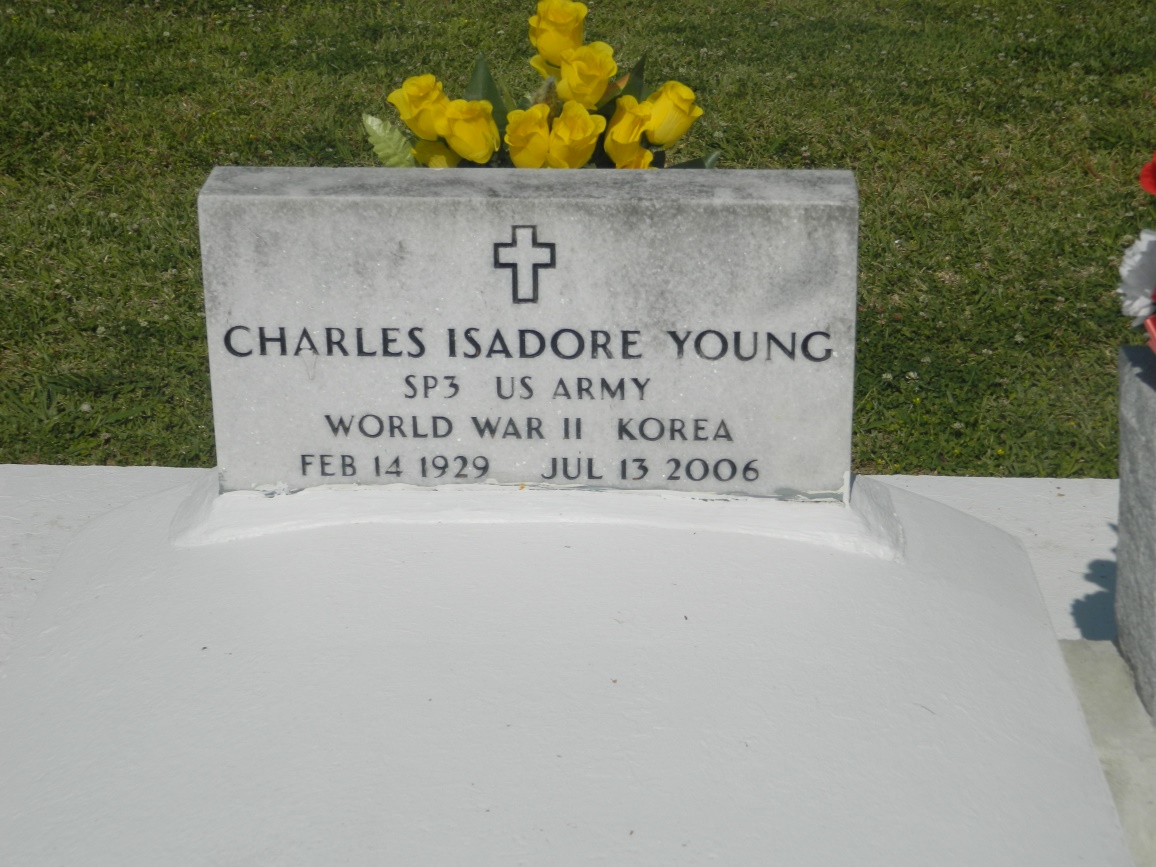 CHARLES ISADORE YOUNG
SP3 US ARMY
WORLD WAR II KOREA
FEB 14 1929 JUL 13 2006